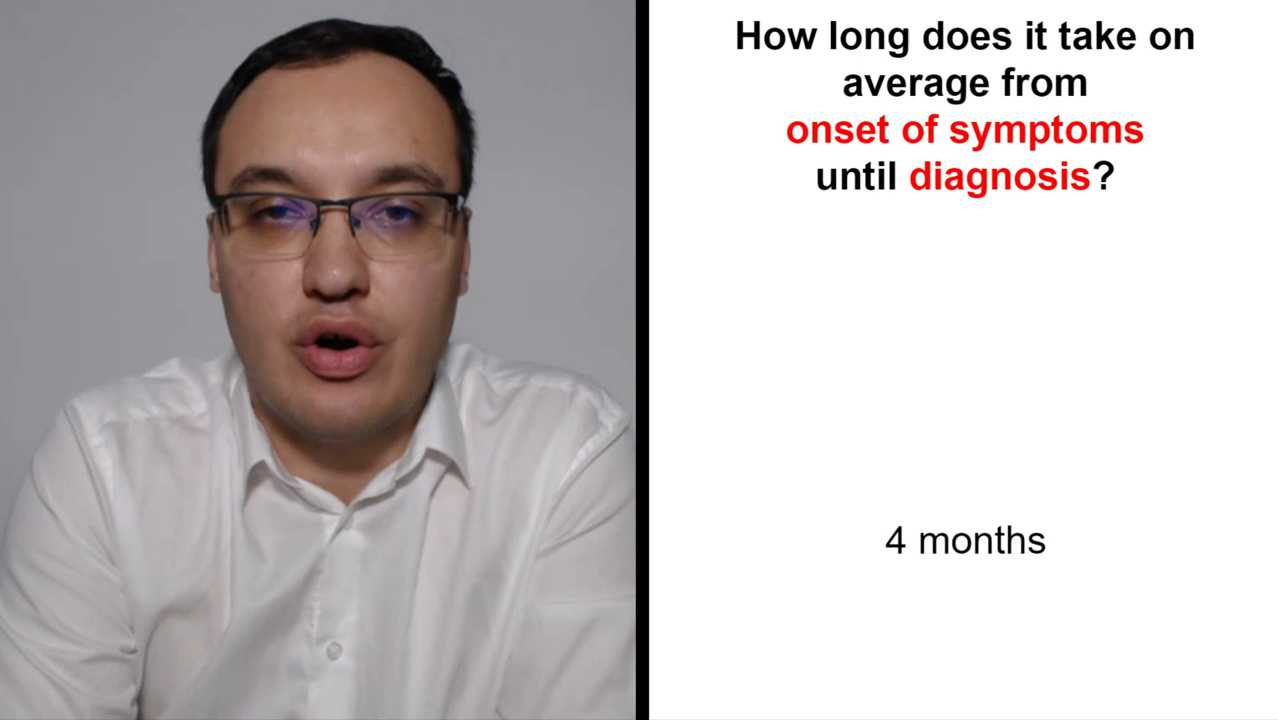 How long does it take on
average from
onset of symptoms
until diagnosis?
4 months